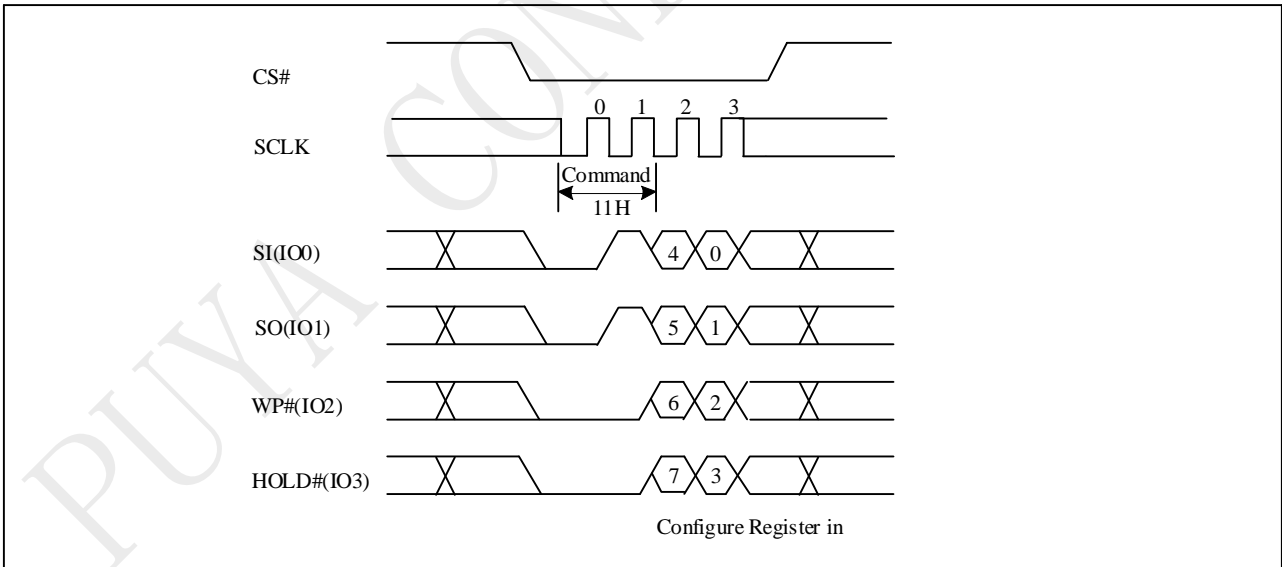 CS#
0 1 2 3
SCLK
Command
11H
SI(IO0)
4 0
SO(IO1)
5 1
WP#(IO2)
6 2
HOLD#(IO3)
7 3
Configure Register in
PUYA CON